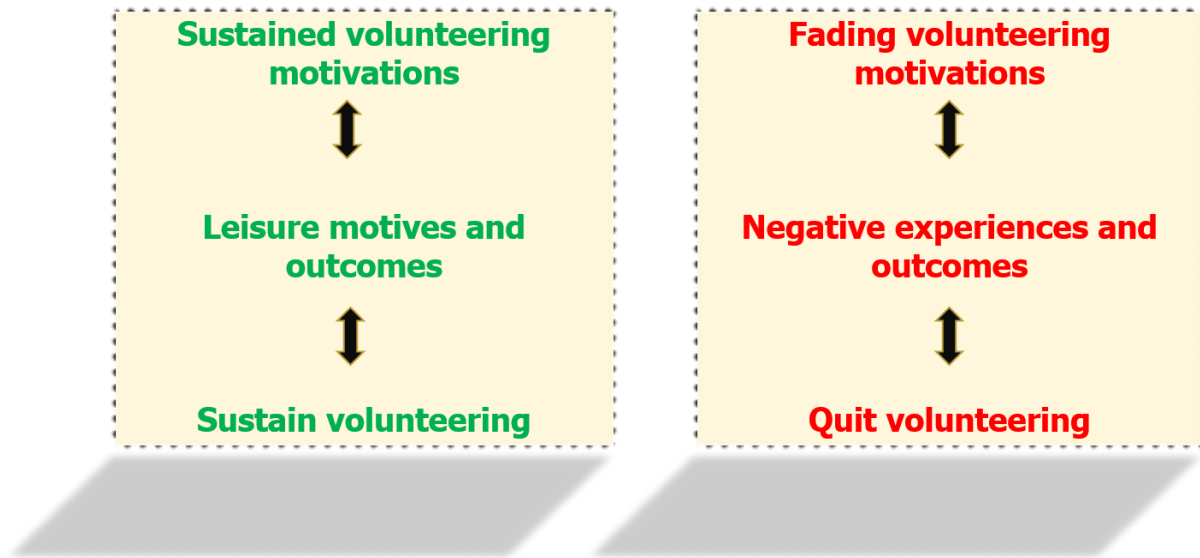 Sustained volunteering
motivations
Leisure motives and
outcomes
Sustain volunteering
Fading volunteering
motivations
Negative experiences and
outcomes
Quit volunteering